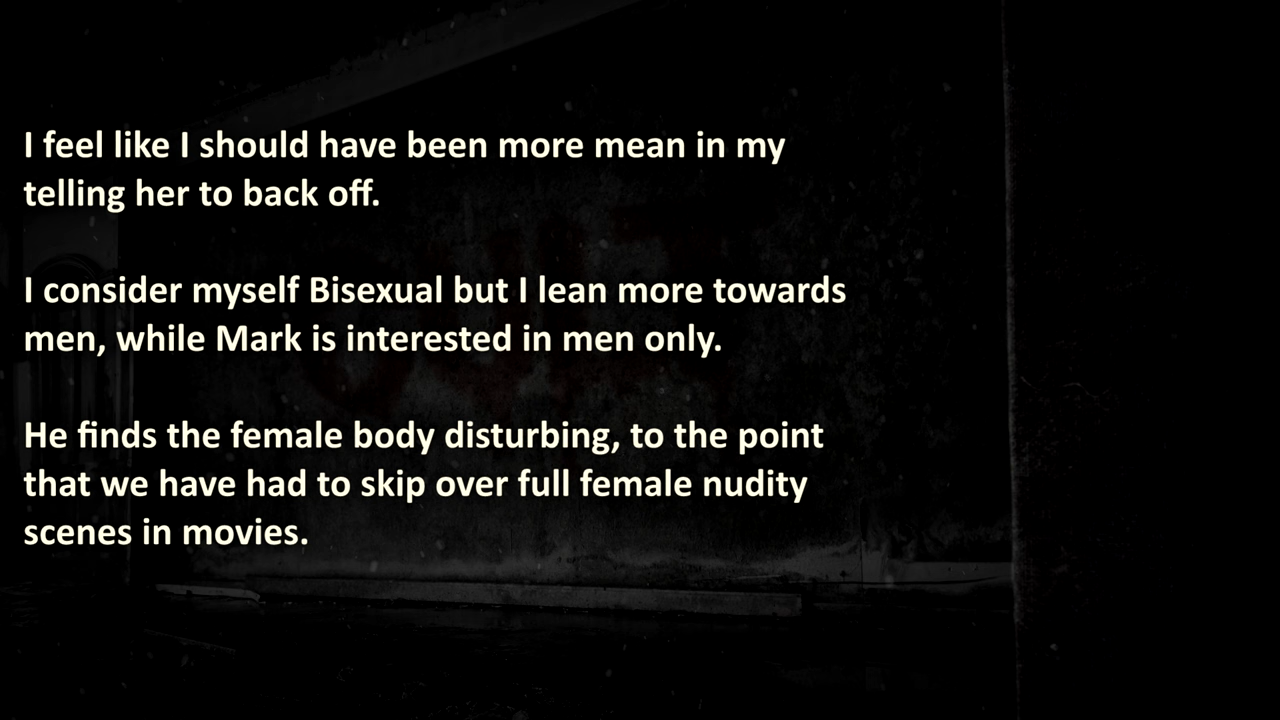 I feel like I should have been more mean in my
telling her to back off.
I consider myself Bisexual but I lean more towards
men, while Mark is interested in men only.
He finds the female body disturbing, to the point
that we have had to skip over full female nudity
scenes in movies.